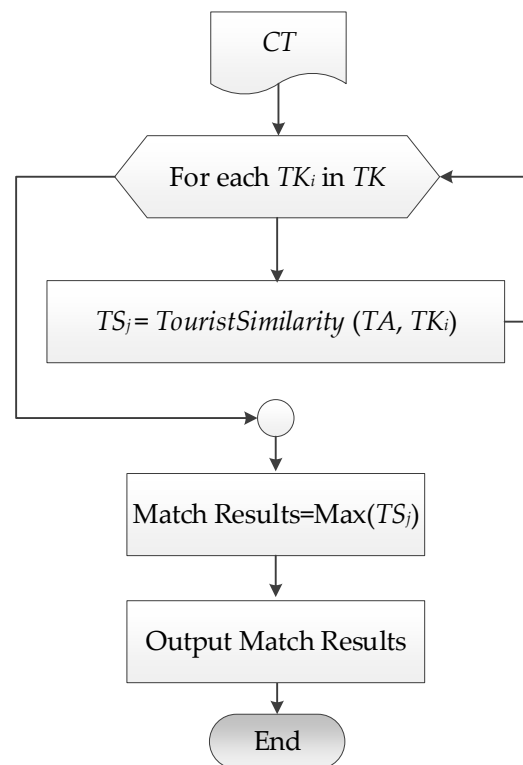 CT
For each TKi in TK
TSj = TouristSimilarity (TA, TKi)
Match Results=Max(TSj)
Output Match Results
End